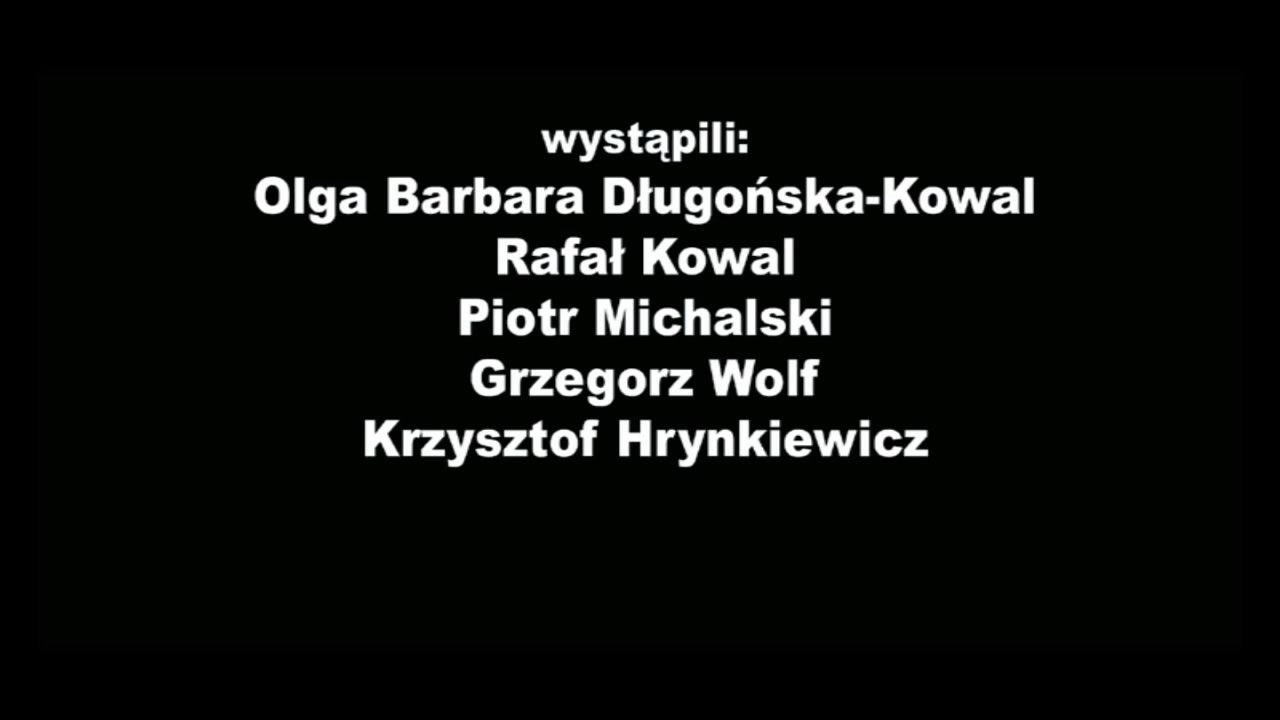 wystąpili:
Olga Barbara Długońska-Kowal
Rafał Kowal
Piotr Michalski
Grzegorz Wolf
Krzysztof Hrynkiewicz